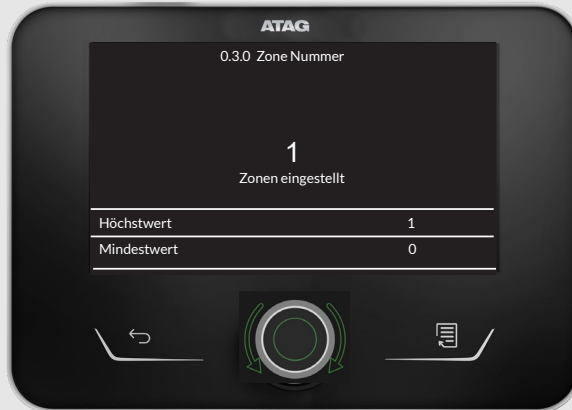 ATAG
0.3.0 Zone Nummer
1
Zonen eingestellt
Höchstwert 1
Mindestwert 0